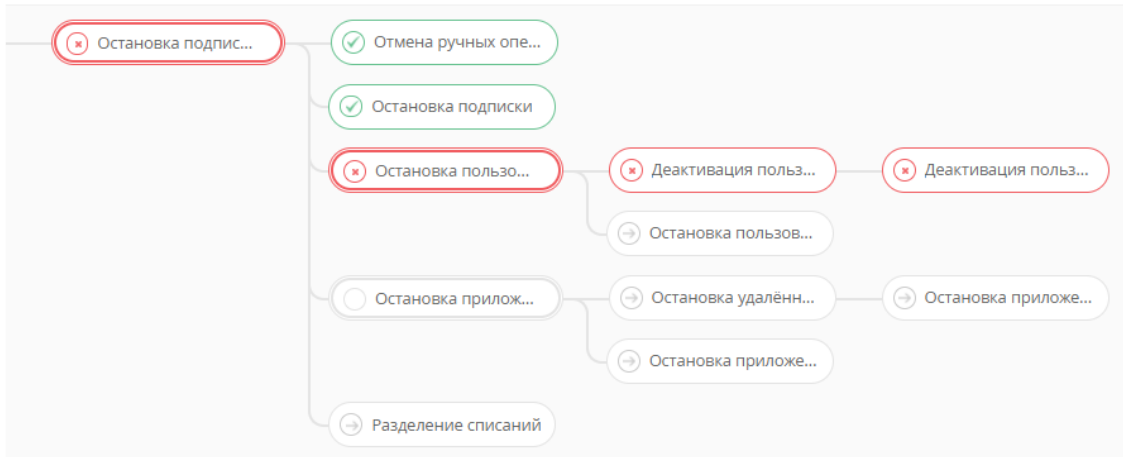 Остановка подпис...
Отмена ручных опе...
Остановка подписки
Остановка пользо...
Деактивация польз...
Деактивация польз...
Остановка пользов...
Остановка прилож...
Остановка удалённ...
Остановка приложе...
Остановка приложе...
Разделение списаний